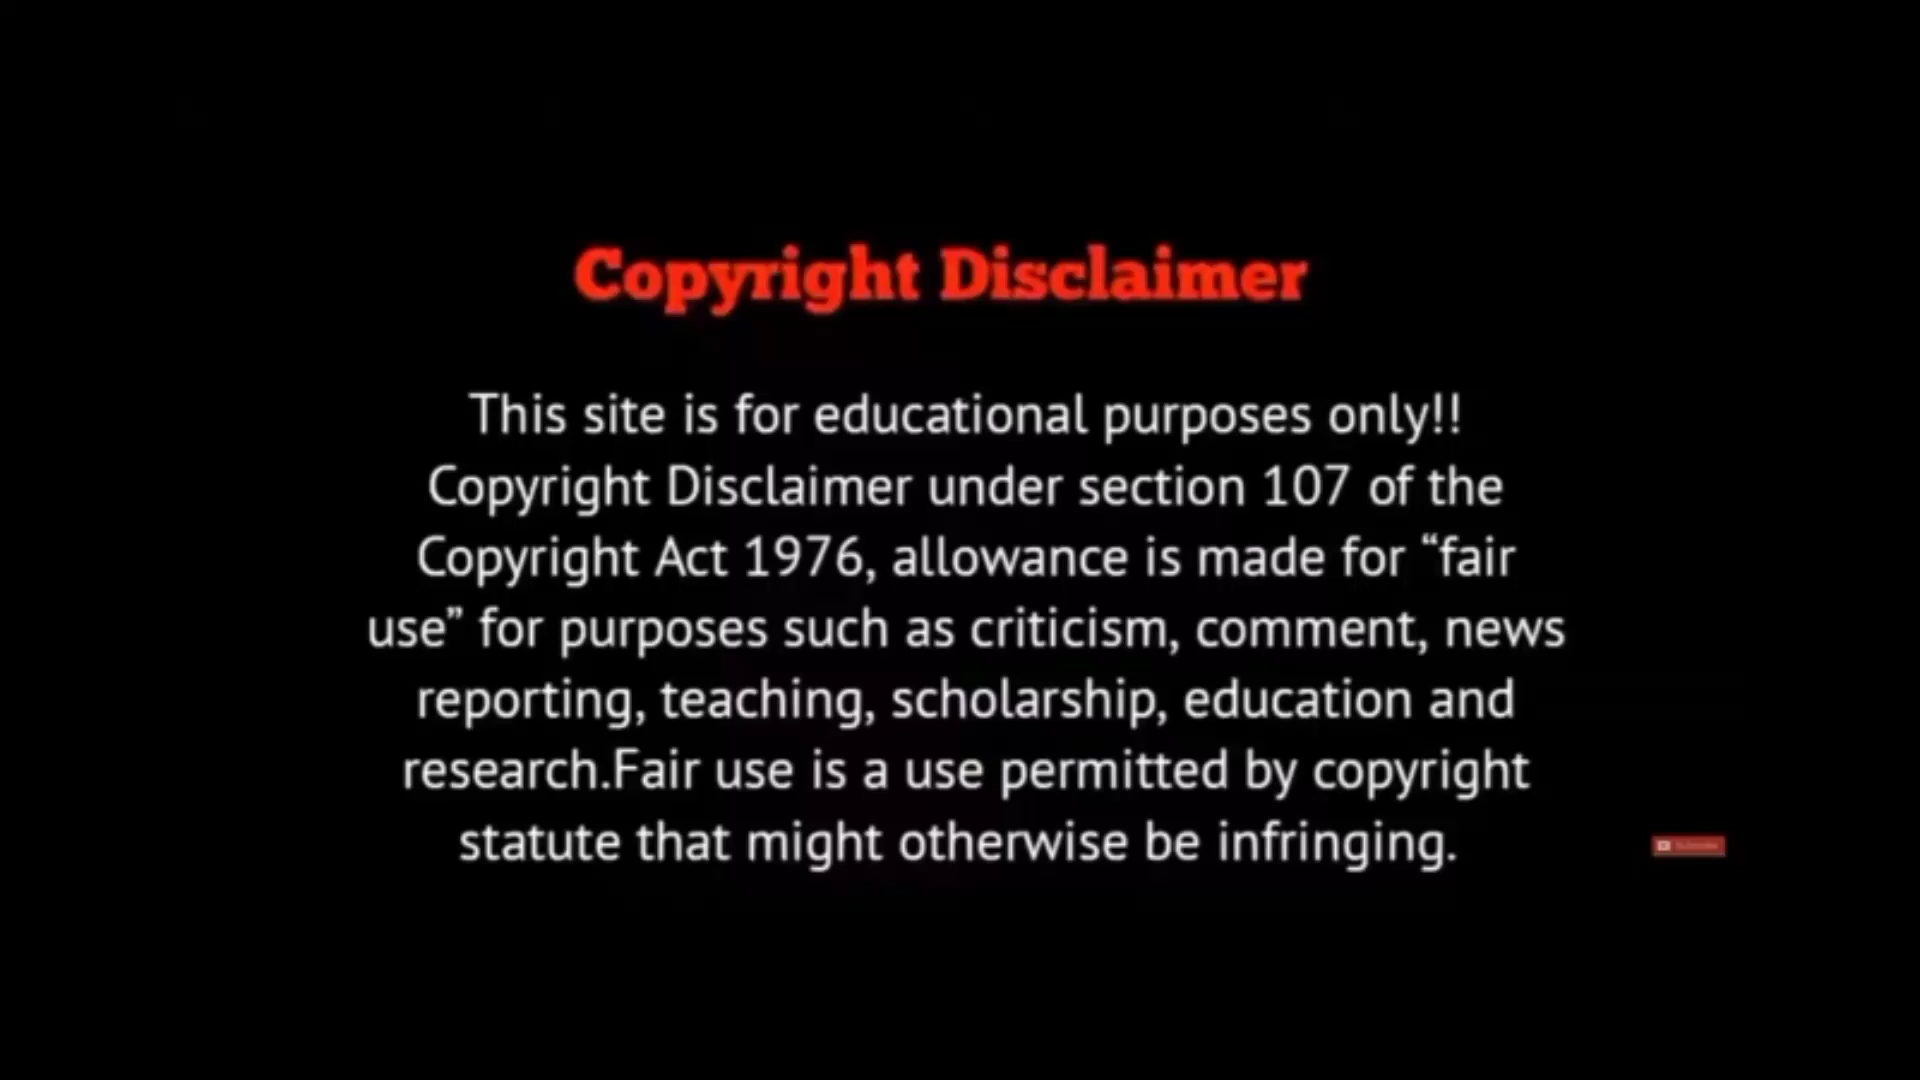 Copyright Disclaimer
This site is for educational purposes only!!
Copyright Disclaimer under section 107 of the
Copyright Act 1976, allowance is made for “fair
use” for purposes such as criticism, comment, news
reporting, teaching, scholarship, education and
research.Fair use is a use permitted by copyright
statute that might otherwise be infringing.